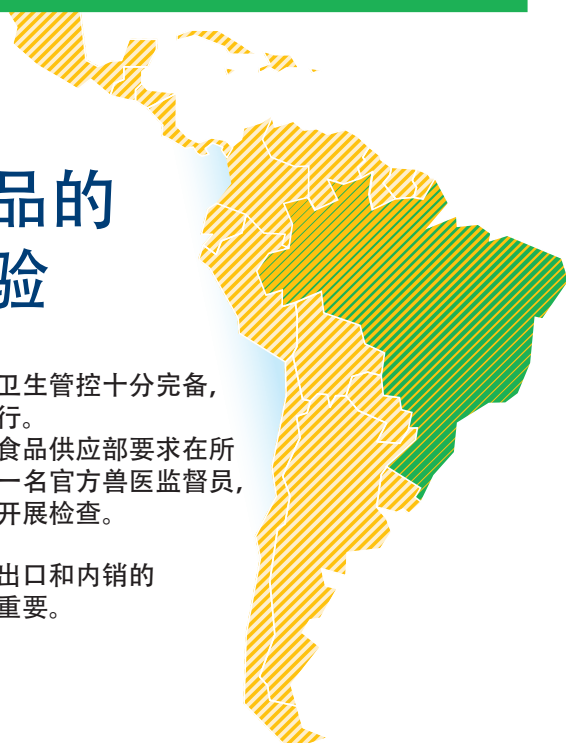 品的
验
卫生管控十分完备,
行。
食品供应部要求在所
一名官方兽医监督员,
开展检查。
出口和内销的
重要。